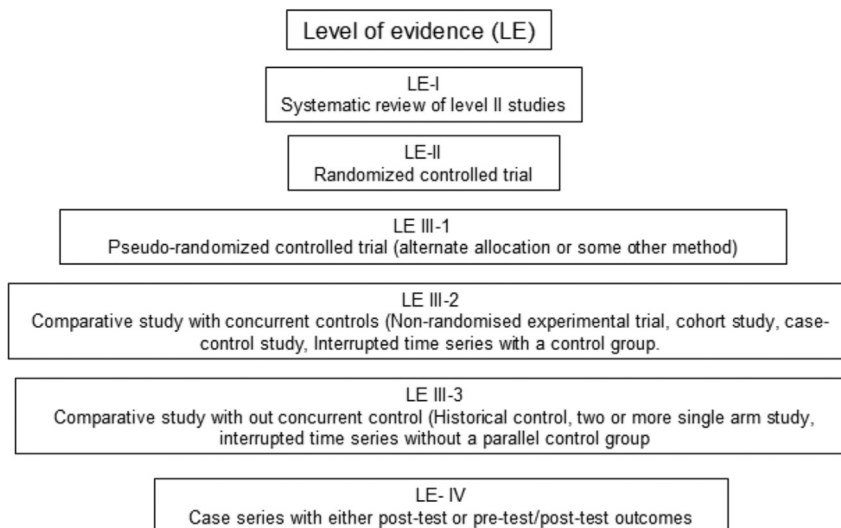 Level of evidence (LE)
LE-I
Systematic review of level II studies
LE-II
Randomized controlled trial
LE III-1
Pseudo-randomized controlled trial (alternate allocation or some other method)
LE III-2
Comparative study with concurrent controls (Non-randomised experimental trial, cohort study, case-
control study, Interrupted time series with a control group.
LE III-3
Comparative study with out concurrent control (Historical control, two or more single arm study,
interrupted time series without a parallel control group
LE- IV
Case series with either post-test or pre-test/post-test outcomes